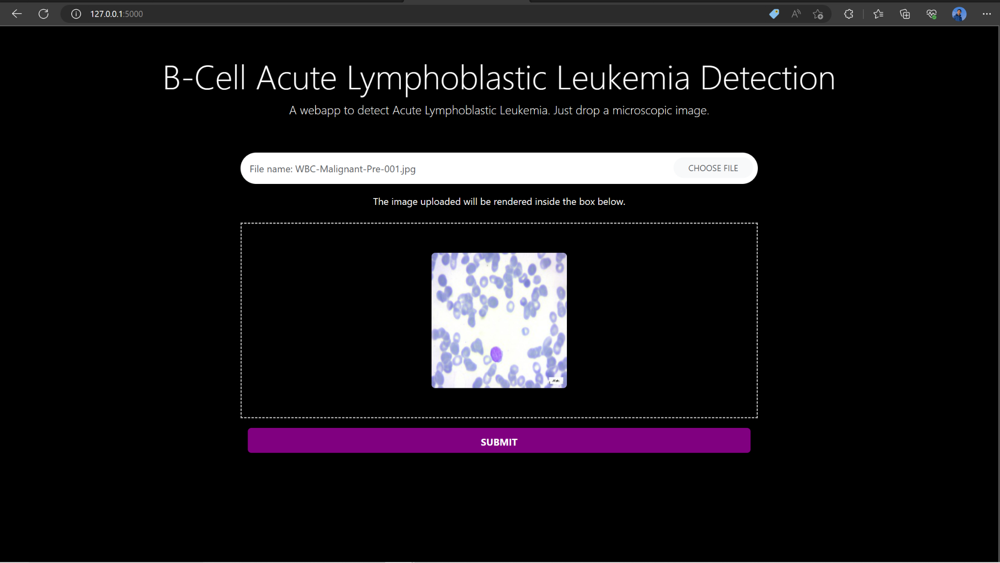 127.0.0.1:5000
B-Cell Acute Lymphoblastic Leukemia Detection
A webapp to detect Acute Lymphoblastic Leukemia. Just drop a microscopic image.
File name: WBC-Malignant-Pre-001.jpg
CHOOSE FILE
The image uploaded will be rendered inside the box below.
SUBMIT